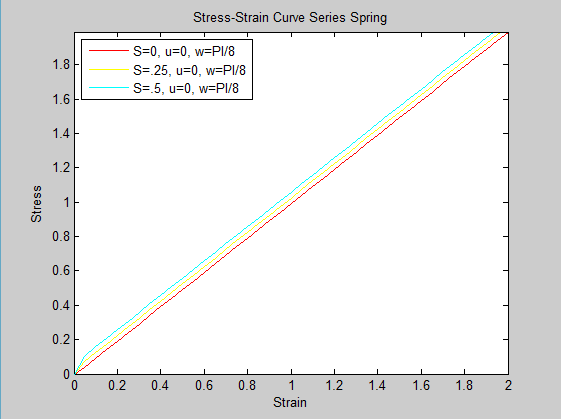 Stress-Strain Curve Series Spring
S=0, u=0, w=PI/8
S=.25, u=0, w=PI/8
S=.5, u=0, w=PI/8
1.8
1.6
1.4
1.2
1
0.8
0.6
0.4
0.2
0
Stress
0 0.2 0.4 0.6 0.8 1 1.2 1.4 1.6 1.8 2
Strain